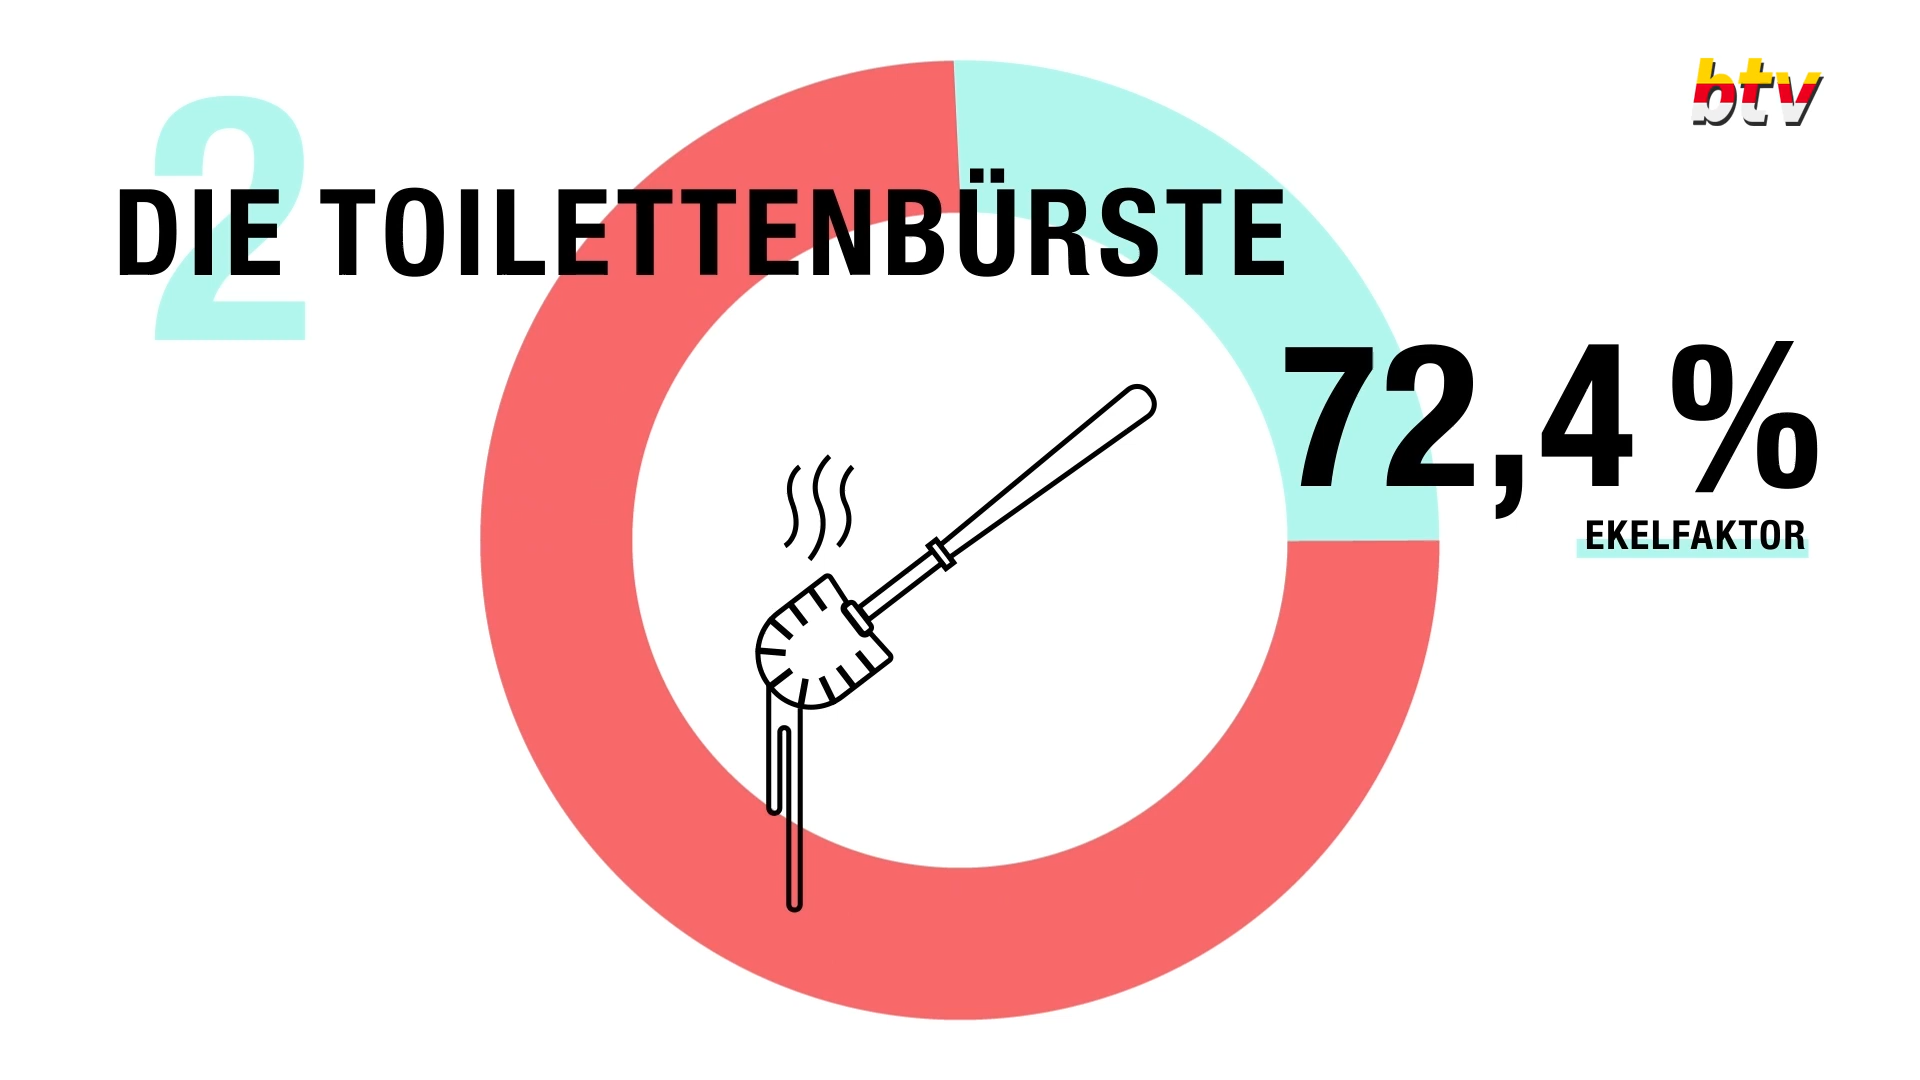 btv
2
DIE TOILETTENBÜRSTE
72,4 %
EKELFAKTOR